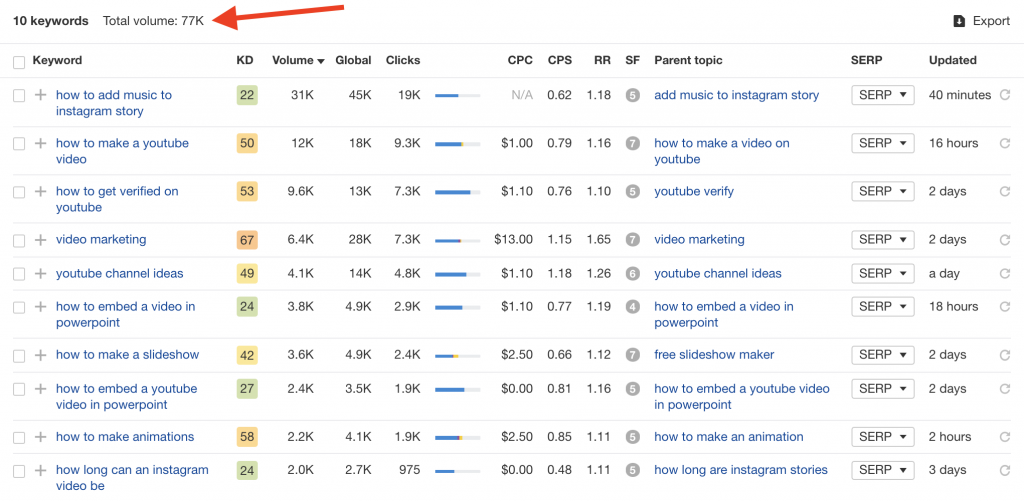 10 keywords Total volume: 77K Export
Keyword KD Volume Global Clicks CPC CPS RR SF Parent topic SERP Updated
how to add music to instagram story 22 31K 45K 19K N/A 0.62 1.18 5 add music to instagram story SERP 40 minutes
how to make a youtube video 50 12K 18K 9.3K $1.00 0.79 1.16 7 how to make a video on youtube SERP 16 hours
how to get verified on youtube 53 9.6K 13K 7.3K $1.10 0.76 1.10 5 youtube verify SERP 2 days
video marketing 67 6.4K 28K 7.3K $13.00 1.15 1.65 7 video marketing SERP 2 days
youtube channel ideas 49 4.1K 14K 4.8K $1.10 1.18 1.26 6 youtube channel ideas SERP a day
how to embed a video in powerpoint 24 3.8K 4.9K 2.9K $1.10 0.77 1.19 4 how to embed a video in powerpoint SERP 18 hours
how to make a slideshow 42 3.6K 4.9K 2.4K $2.50 0.66 1.12 7 free slideshow maker SERP 2 days
how to embed a youtube video in powerpoint 27 2.4K 3.5K 1.9K $0.00 0.81 1.16 5 how to embed a youtube video in powerpoint SERP 2 days
how to make animations 58 2.2K 4.1K 1.9K $2.50 0.85 1.11 5 how to make an animation SERP 2 hours
how long can an instagram video be 24 2.0K 2.7K 975 $0.00 0.48 1.11 5 how long are instagram stories SERP 3 days